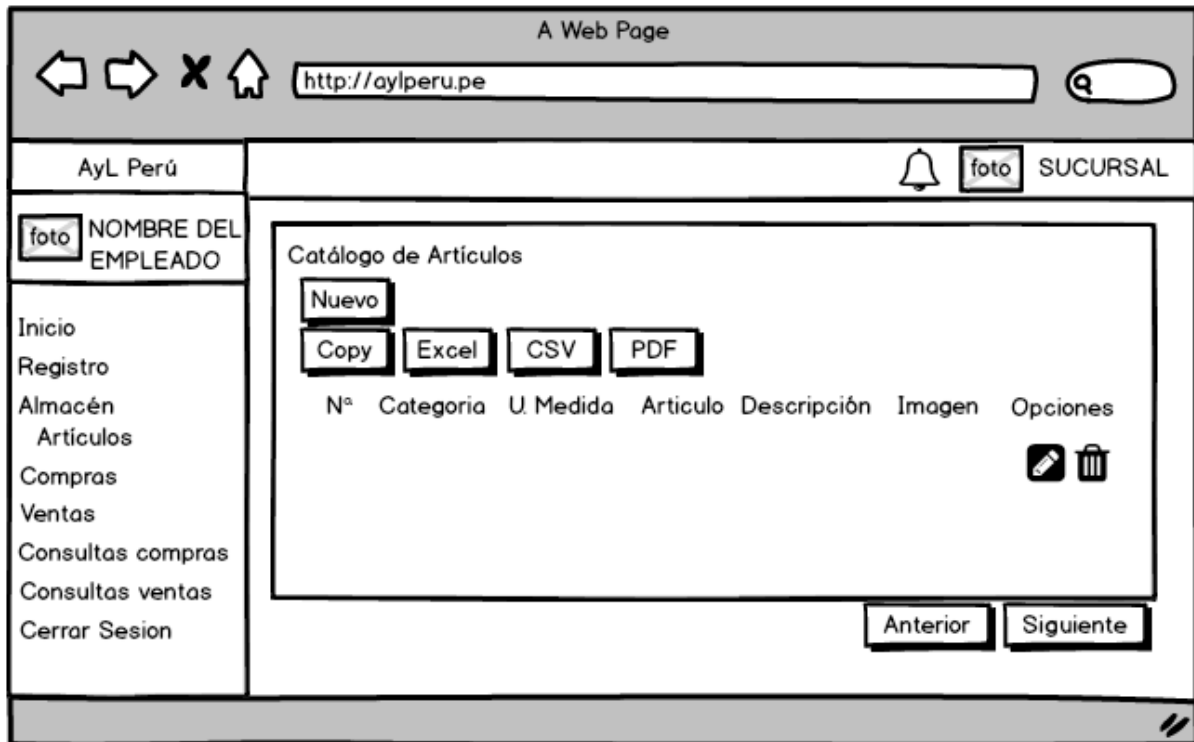 A Web Page
http://aylperu.pe
AyL Perú
foto SUCURSAL
foto NOMBRE DEL
EMPLEADO
Inicio
Registro
Almacén
Artículos
Compras
Ventas
Consultas compras
Consultas ventas
Cerrar Sesion
Catálogo de Artículos
Nuevo
Copy Excel CSV PDF
Nª Categoria U. Medida Articulo Descripción Imagen Opciones
Anterior Siguiente